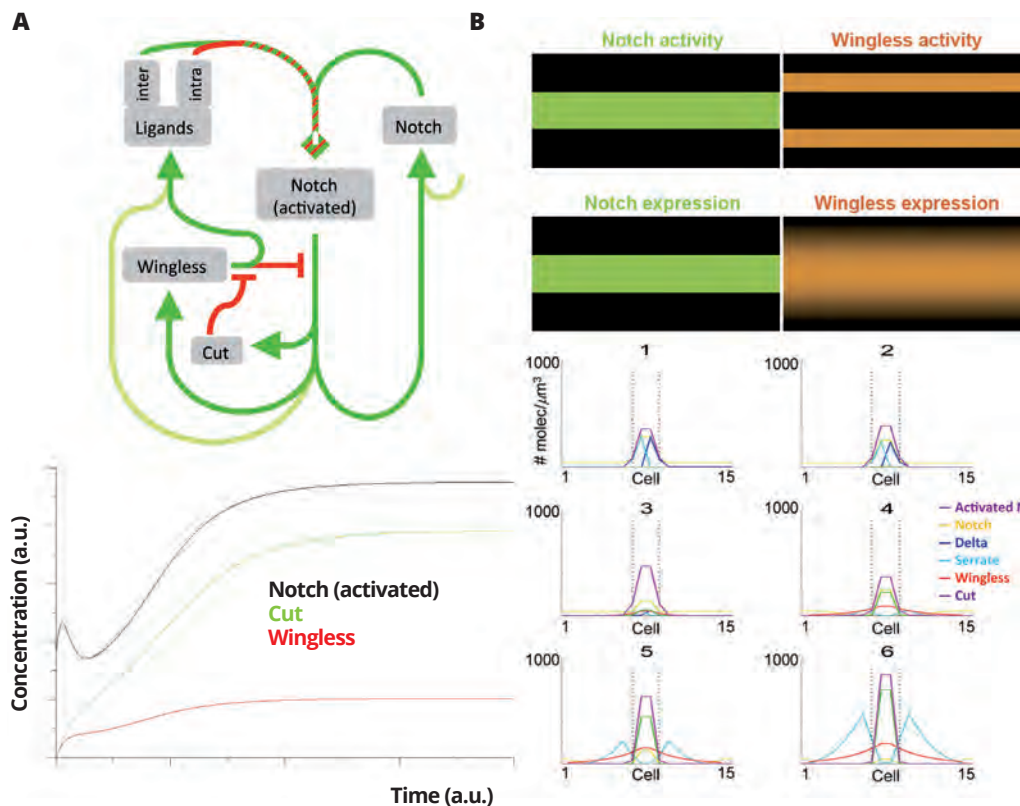 A
inter
intra
Ligands
Notch
Notch
(activated)
Wingless
Cut
Concentration (a.u.)
Notch (activated)
Cut
Wingless
Time (a.u.)
B
Notch activity
Wingless activity
Notch expression
Wingless expression
1
1000
# molec/μm³
1
Cell
15
2
1000
1
Cell
15
3
1000
1
Cell
15
4
1000
Activated N
Notch
Delta
Serrate
Wingless
Cut
1
Cell
15
5
1000
1
Cell
15
6
1000
1
Cell
15